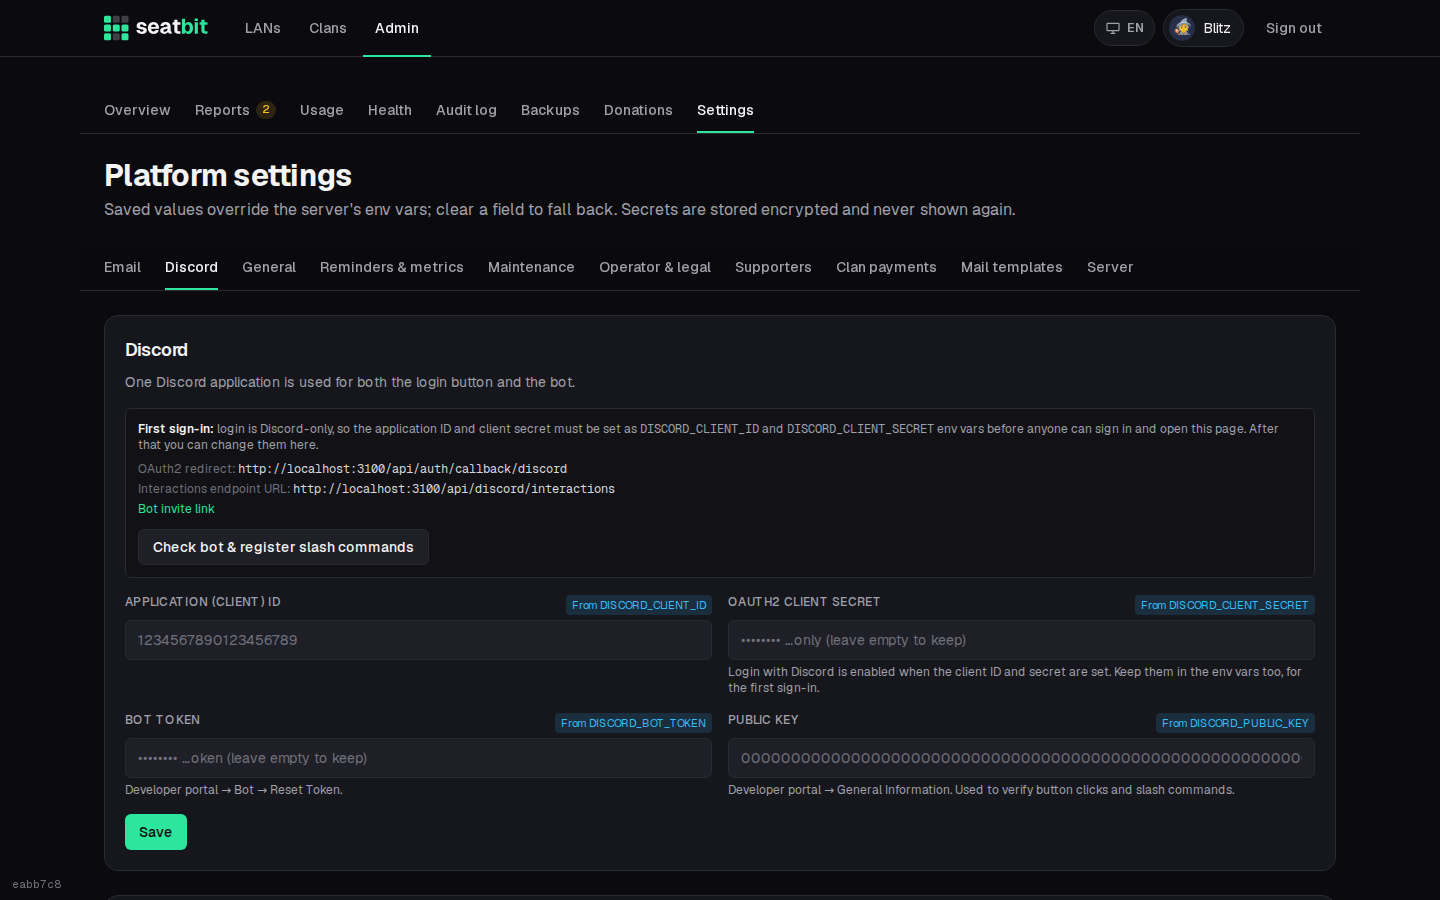 seatbit LANs Clans Admin EN Blitz Sign out
Overview Reports 2 Usage Health Audit log Backups Donations Settings
Platform settings
Saved values override the server's env vars; clear a field to fall back. Secrets are stored encrypted and never shown again.
Email Discord General Reminders & metrics Maintenance Operator & legal Supporters Clan payments Mail templates Server
Discord
One Discord application is used for both the login button and the bot.
First sign-in: login is Discord-only, so the application ID and client secret must be set as DISCORD_CLIENT_ID and DISCORD_CLIENT_SECRET env vars before anyone can sign in and open this page. After
that you can change them here.
OAuth2 redirect: http://localhost:3100/api/auth/callback/discord
Interactions endpoint URL: http://localhost:3100/api/discord/interactions
Bot invite link
Check bot & register slash commands
APPLICATION (CLIENT) ID From DISCORD_CLIENT_ID
1234567890123456789
OAUTH2 CLIENT SECRET From DISCORD_CLIENT_SECRET
•••••••• …only (leave empty to keep)
Login with Discord is enabled when the client ID and secret are set. Keep them in the env vars too, for
the first sign-in.
BOT TOKEN From DISCORD_BOT_TOKEN
•••••••• …oken (leave empty to keep)
Developer portal → Bot → Reset Token.
PUBLIC KEY From DISCORD_PUBLIC_KEY
00000000000000000000000000000000000000000000000000000000
Developer portal → General Information. Used to verify button clicks and slash commands.
Save
eabb7c8